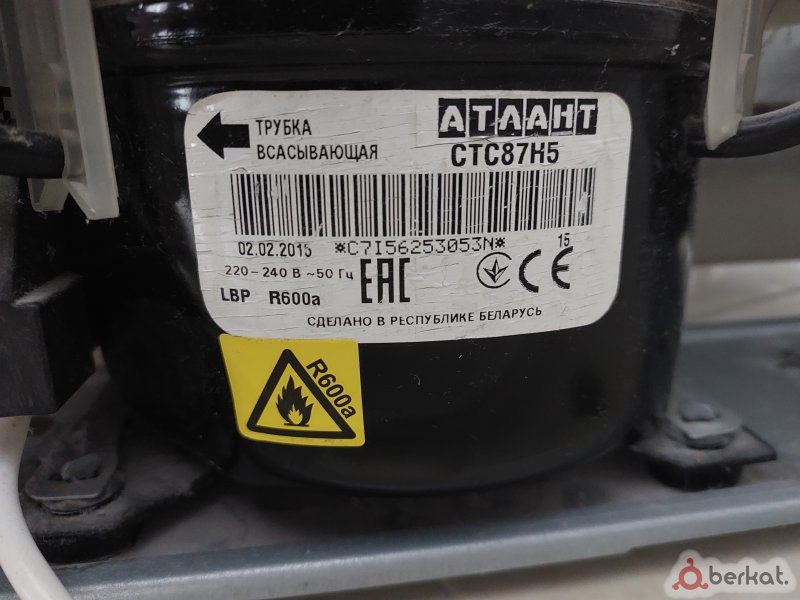 АТЛАНТ
ТРУБКА
ВСАСЫВАЮЩАЯ
СТС87Н5
02.02.2015 *C7I56253053N* 15
220-240 В ~50 Гц
LBP R600a
EAC
CE
СДЕЛАНО В РЕСПУБЛИКЕ БЕЛАРУСЬ
R600a
berkat.